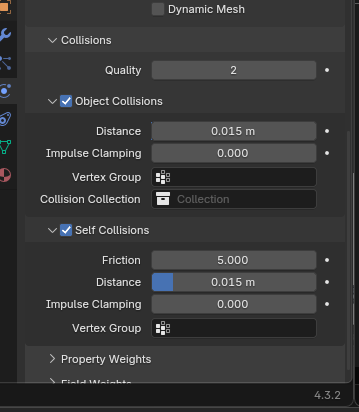 Dynamic Mesh
Collisions
Quality 2
Object Collisions
Distance 0.015 m
Impulse Clamping 0.000
Vertex Group
Collision Collection Collection
Self Collisions
Friction 5.000
Distance 0.015 m
Impulse Clamping 0.000
Vertex Group
Property Weights
Field Weights
4.3.2